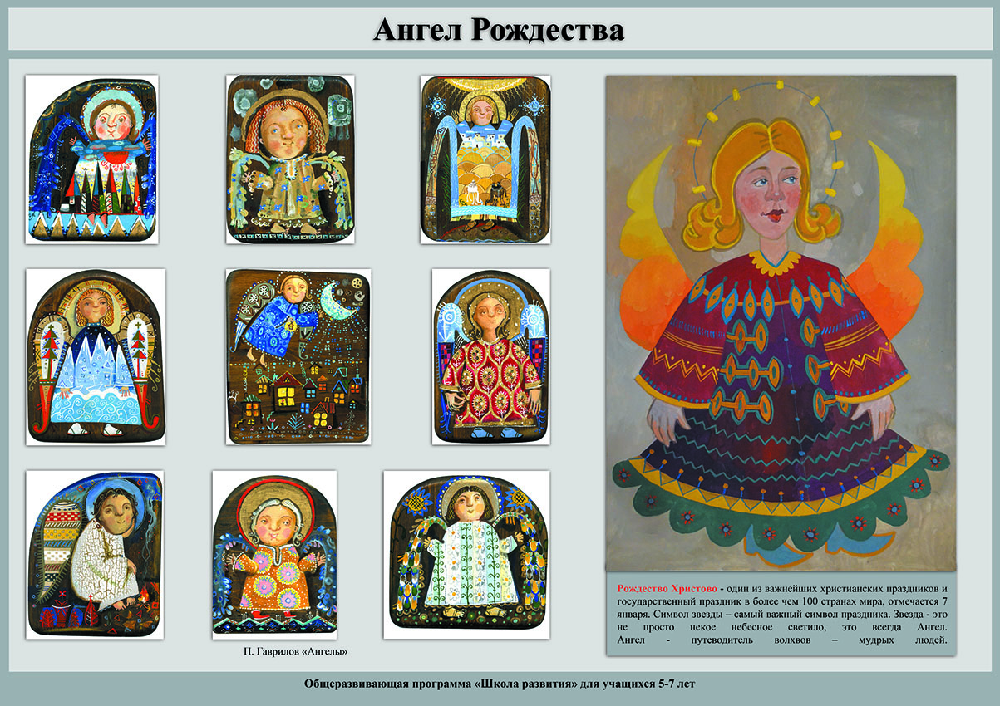 Ангел Рождества
Рождество Христово - один из важнейших христианских праздников и
государственный праздник в более чем 100 странах мира, отмечается 7
января. Символ звезды – самый важный символ праздника. Звезда - это
не просто некое небесное светило, это всегда Ангел.
Ангел - путеводитель волхвов – мудрых людей.
П. Гаврилов «Ангелы»
Общеразвивающая программа «Школа развития» для учащихся 5-7 лет